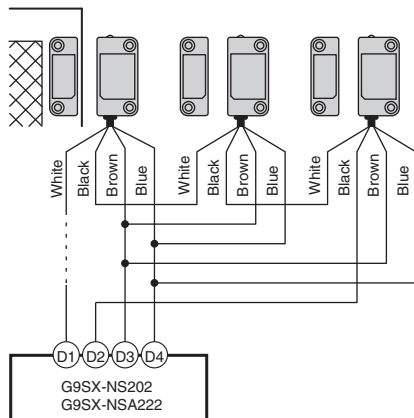 White
Black
Brown
Blue
White
Black
Brown
Blue
White
Black
Brown
Blue
D1 D2 D3 D4
G9SX-NS202
G9SX-NSA222